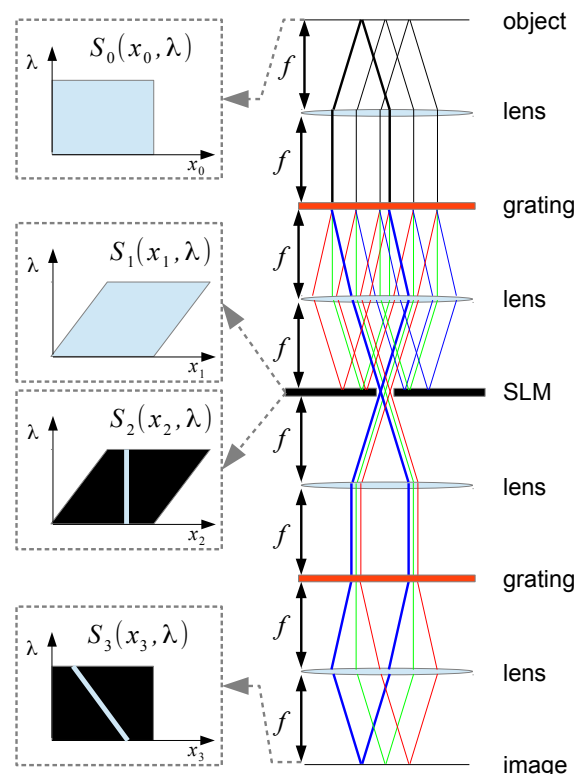 object
f
S₀(x₀, λ)
λ
x₀
lens
f
grating
f
S₁(x₁, λ)
λ
x₁
lens
f
SLM
S₂(x₂, λ)
λ
x₂
f
lens
f
grating
f
S₃(x₃, λ)
λ
x₃
lens
f
image